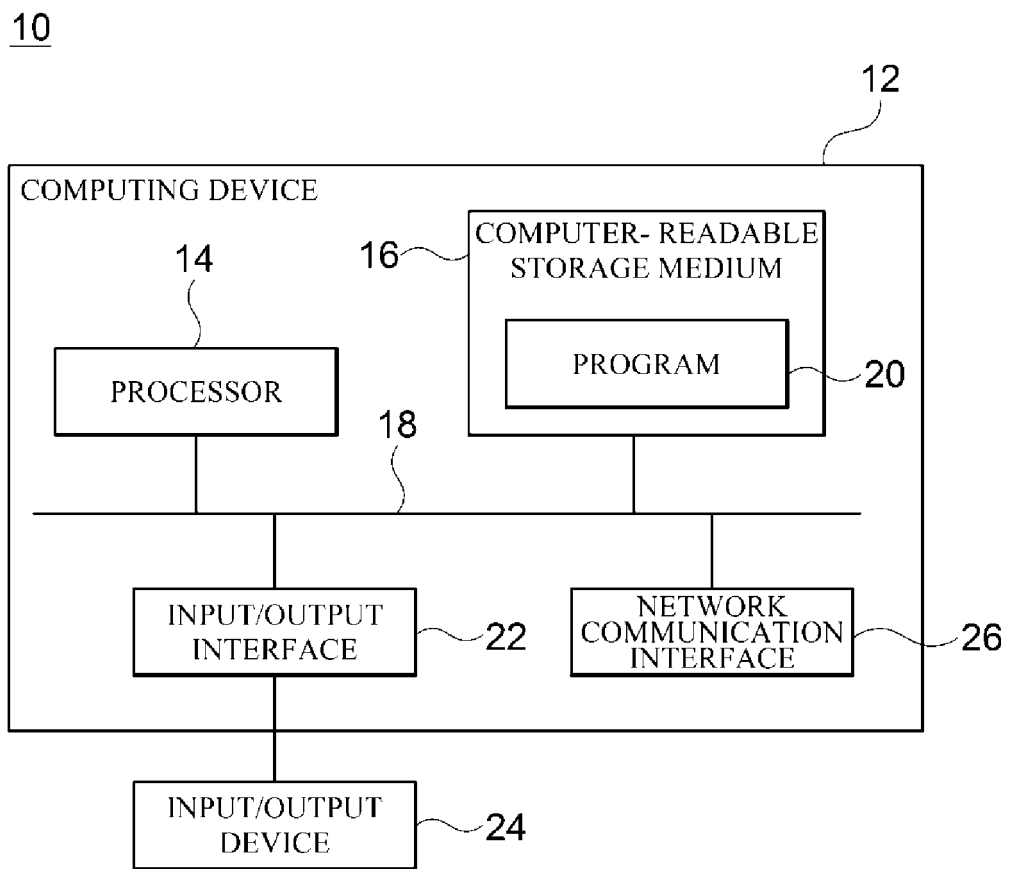 10
12
COMPUTING DEVICE
14
PROCESSOR
16
COMPUTER- READABLE
STORAGE MEDIUM
PROGRAM
20
18
INPUT/OUTPUT
INTERFACE
22
NETWORK
COMMUNICATION
INTERFACE
26
INPUT/OUTPUT
DEVICE
24